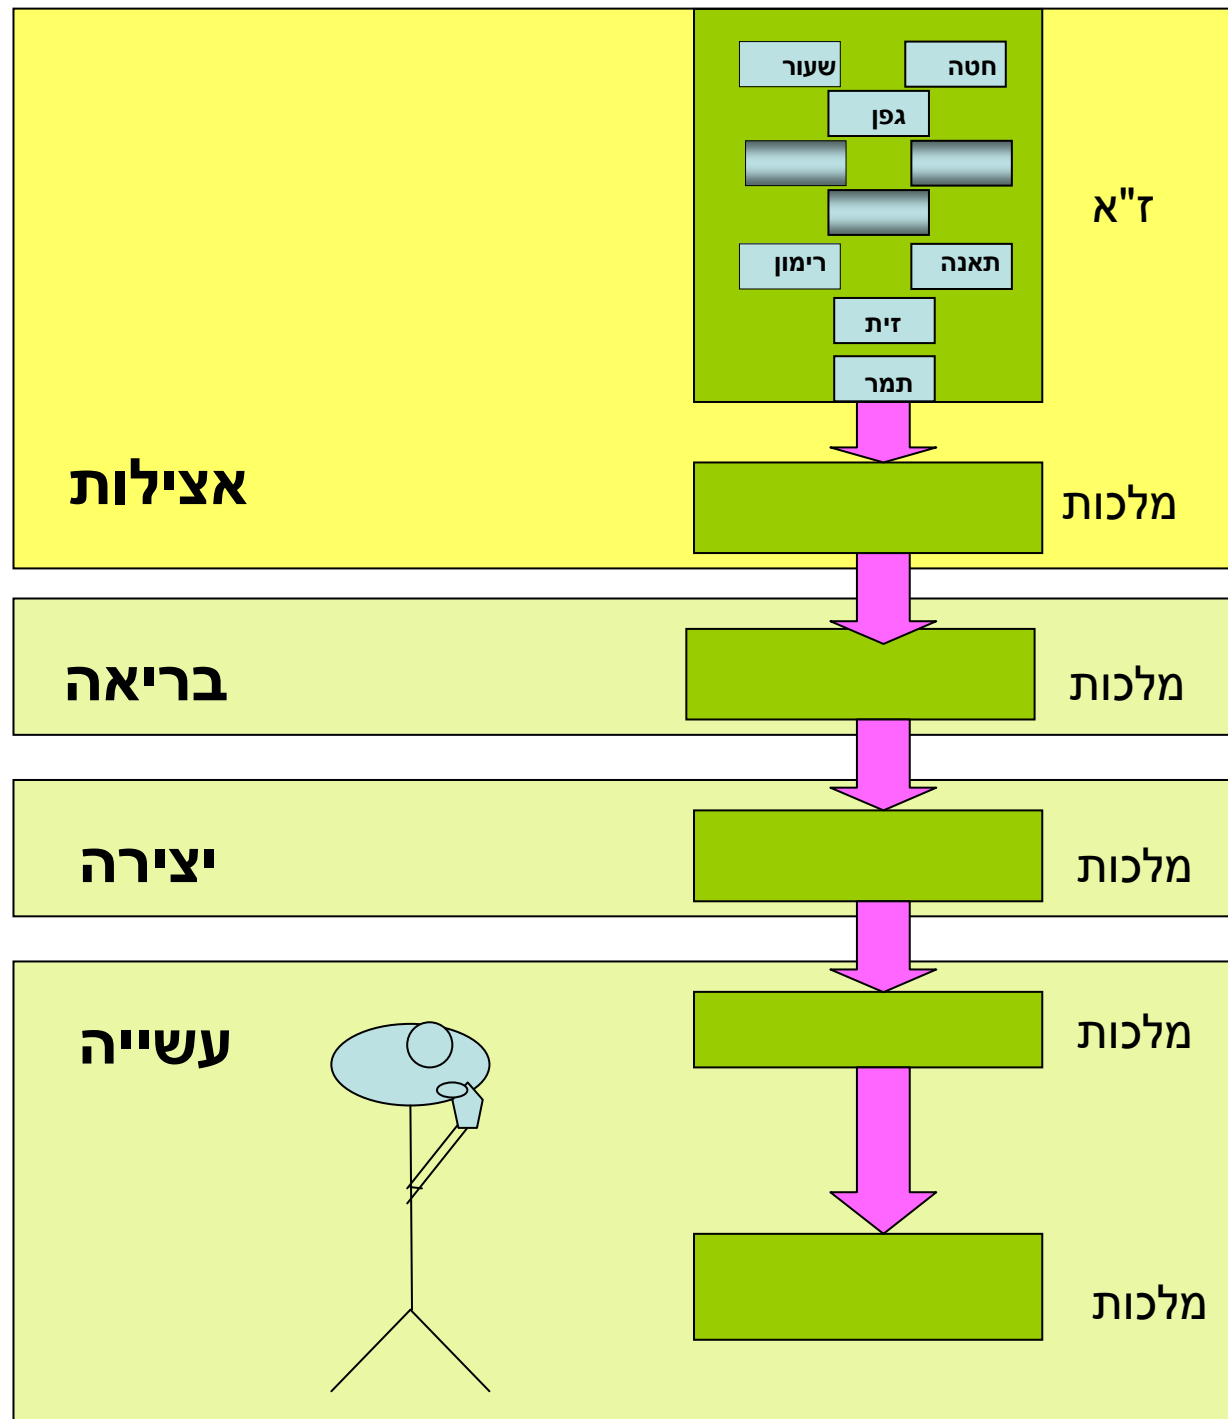 חטה
שעור
גפן
ז"א
תאנה
רימון
זית
תמר
אצילות
מלכות
בריאה
מלכות
יצירה
מלכות
עשייה
מלכות
מלכות